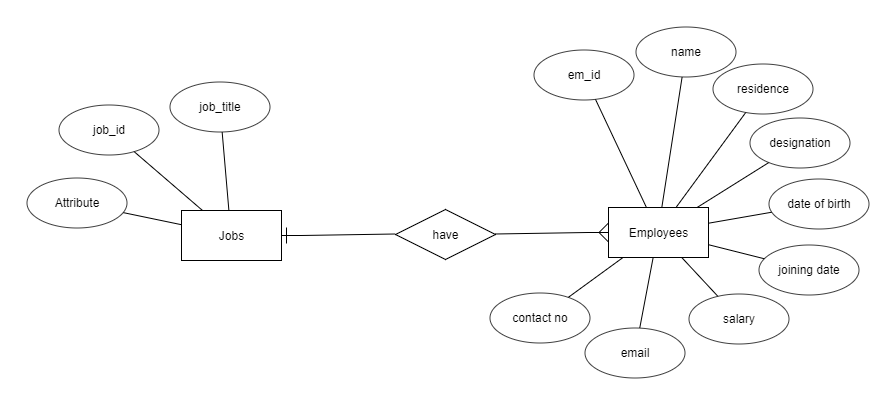 em_id
name
residence
job_id
job_title
designation
Attribute
date of birth
Jobs
have
Employees
joining date
contact no
salary
email